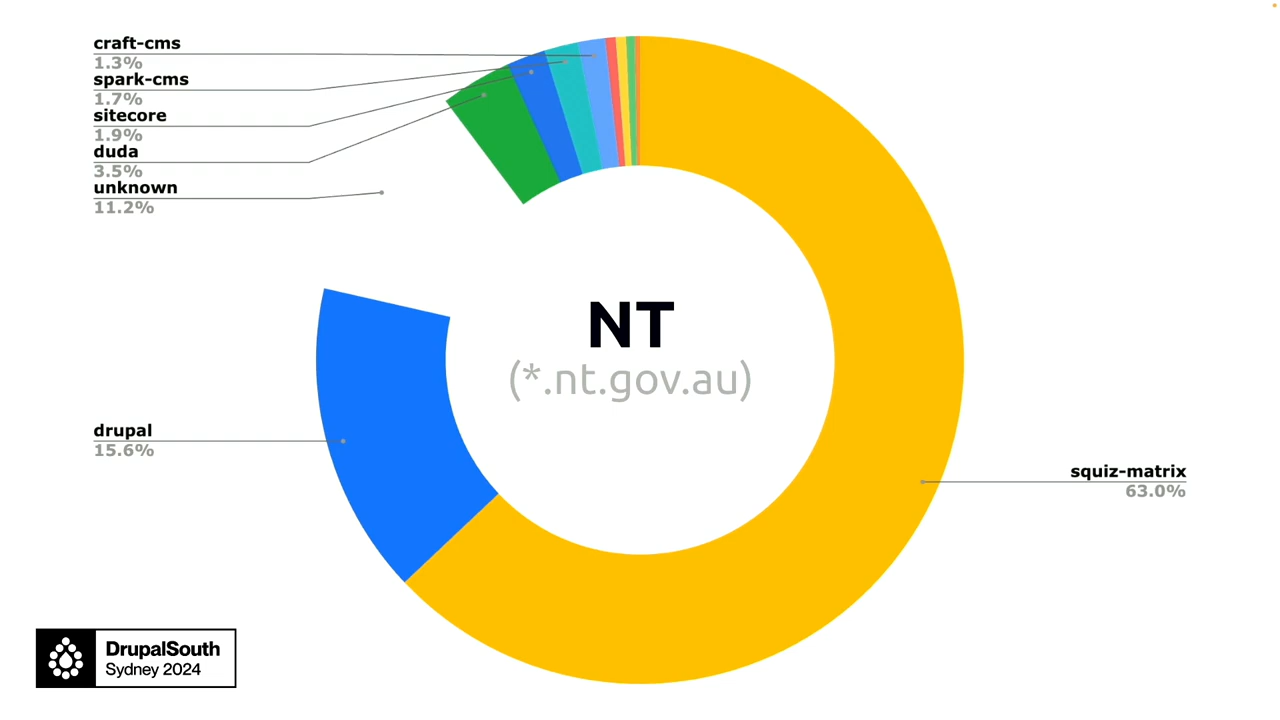 craft-cms
1.3%
spark-cms
1.7%
sitecore
1.9%
duda
3.5%
unknown
11.2%
NT
(*.nt.gov.au)
drupal
15.6%
squiz-matrix
63.0%
DrupalSouth
Sydney 2024